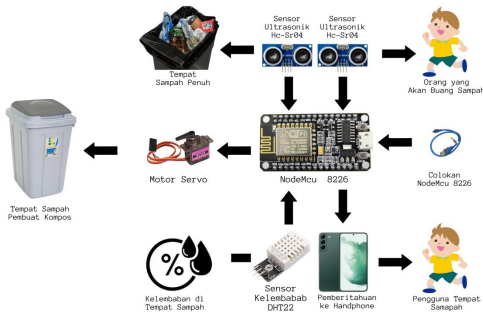 Sensor
Ultrasonik
Hc-Sr04
Sensor
Ultrasonik
Hc-Sr04
Tempat
Sampah Penuh
Orang yang
Akan Buang Sampah
Motor Servo
NodeMcu 8226
Colokan
NodeMcu 8226
Tempat Sampah
Pembuat Kompos
Kelembaban di
Tempat Sampah
Sensor
Kelembabab
DHT22
Pemberitahuan
ke Handphone
Pengguna Tempat
Samapah